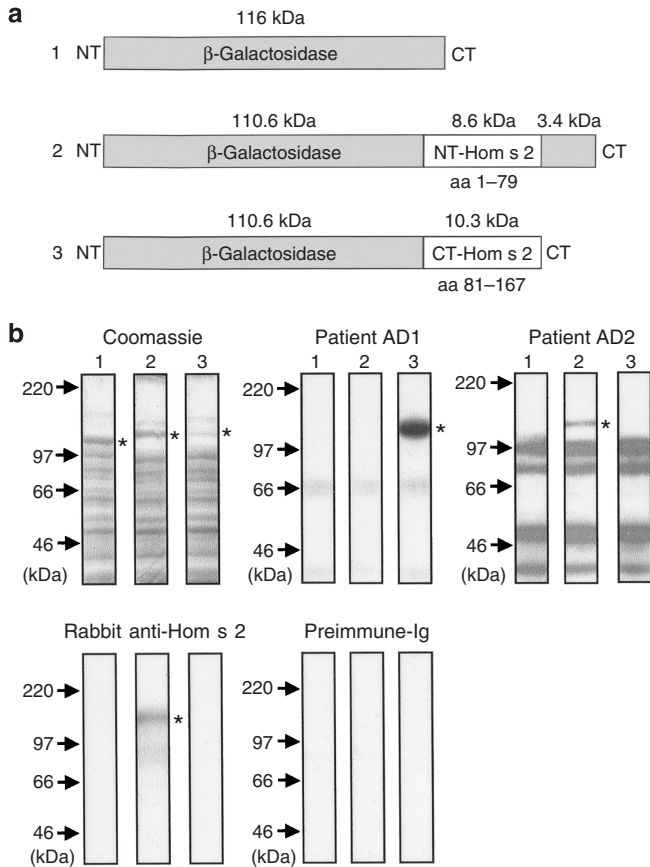 a
116 kDa
1 NT β-Galactosidase CT
110.6 kDa 8.6 kDa 3.4 kDa
2 NT β-Galactosidase NT-Hom s 2 CT
aa 1–79
110.6 kDa 10.3 kDa
3 NT β-Galactosidase CT-Hom s 2 CT
aa 81–167
b
Coomassie
1 2 3
220
*
*
*
97
66
46
(kDa)
Patient AD1
1 2 3
220
*
97
66
46
(kDa)
Patient AD2
1 2 3
220
*
97
66
46
(kDa)
Rabbit anti-Hom s 2
220
*
97
66
46
(kDa)
Preimmune-Ig
220
97
66
46
(kDa)